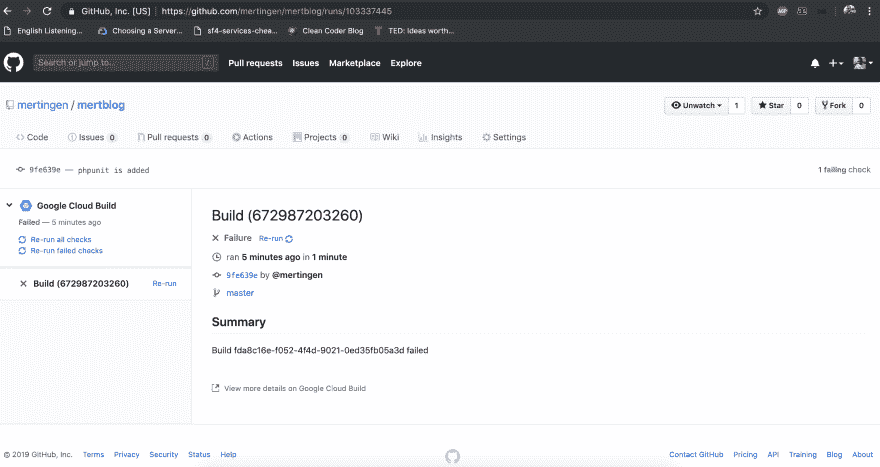 GitHub, Inc. [US] | https://github.com/mertingen/mertblog/runs/103337445
English Listening... Choosing a Server... sf4-services-chea... Clean Coder Blog TED: Ideas worth...
Search or jump to... / Pull requests Issues Marketplace Explore
mertingen / mertblog Unwatch 1 Star 0 Fork 0
Code Issues 0 Pull requests 0 Actions Projects 0 Wiki Insights Settings
9fe639e — phpunit is added 1 failing check
Google Cloud Build
Failed — 5 minutes ago
Re-run all checks
Re-run failed checks
Build (672987203260) Re-run
Build (672987203260)
Failure Re-run
ran 5 minutes ago in 1 minute
9fe639e by @mertingen
master
Summary
Build fda8c16e-f052-4f4d-9021-0ed35fb05a3d failed
View more details on Google Cloud Build
© 2019 GitHub, Inc. Terms Privacy Security Status Help Contact GitHub Pricing API Training Blog About